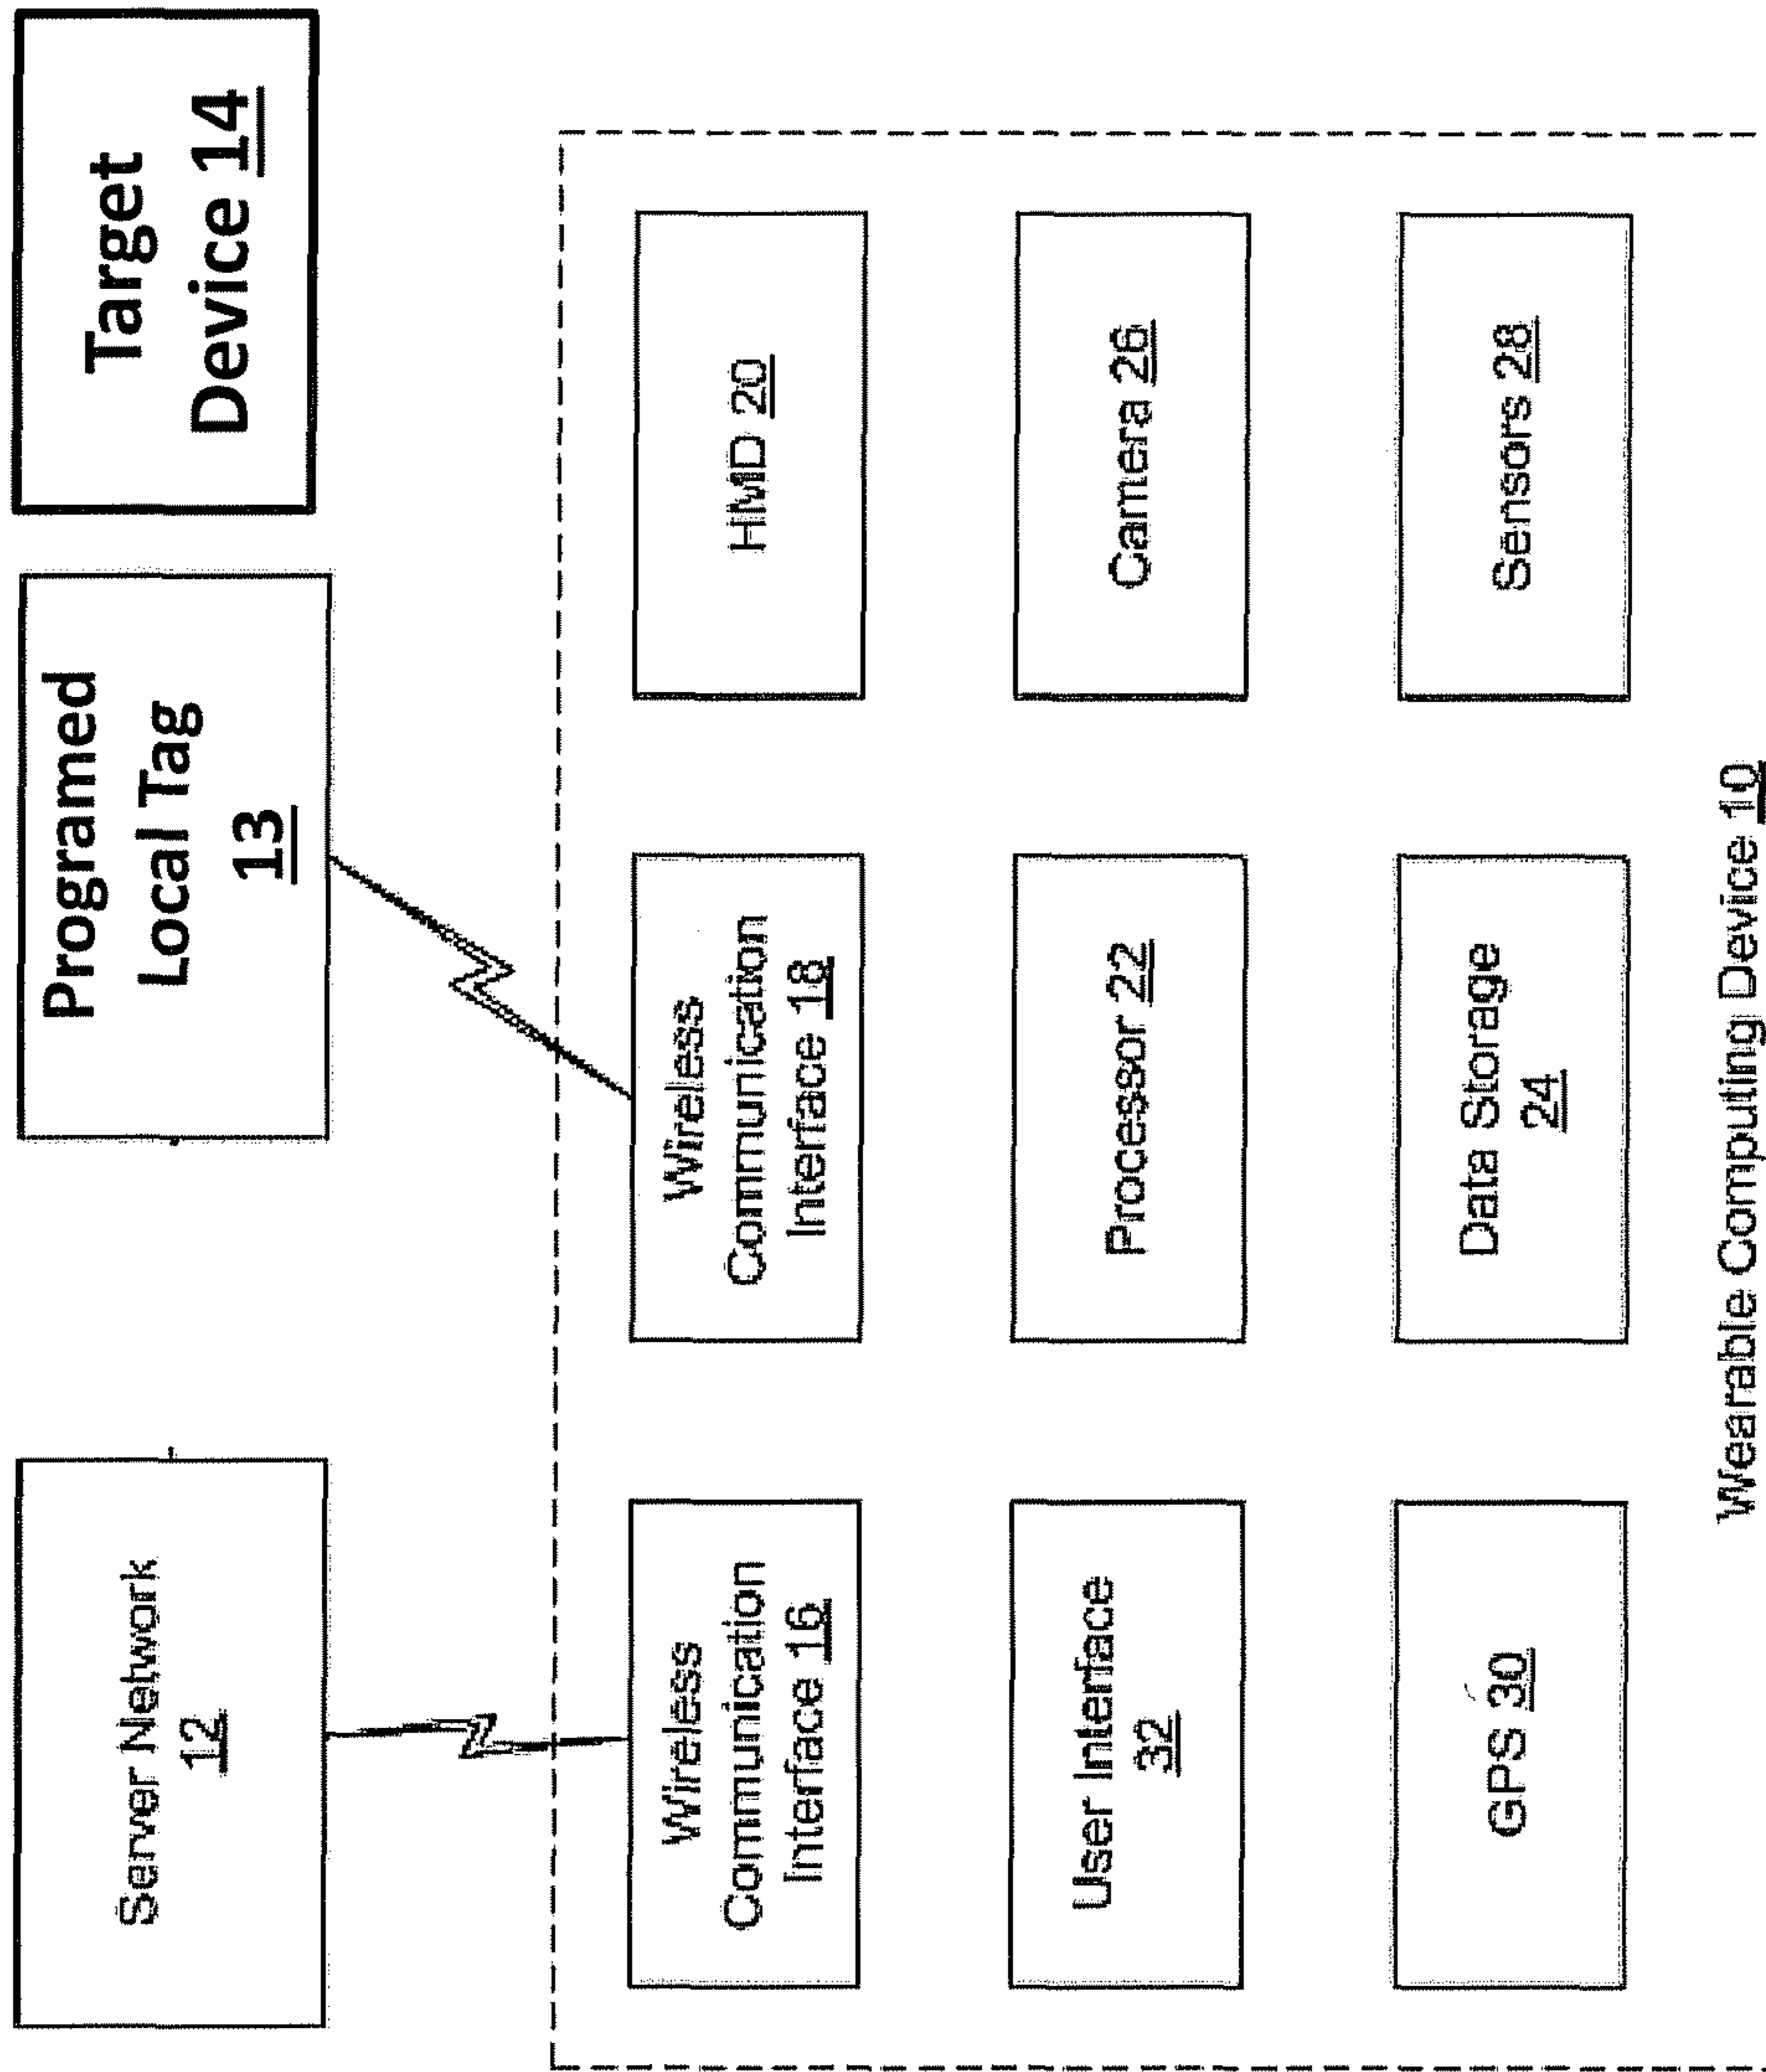 Server Network
12
Programed
Local Tag
13
Target
Device 14
Wireless
Communication
Interface 16
Wireless
Communication
Interface 18
HMD 20
User Interface
32
Processor 22
Camera 26
GPS 30
Data Storage
24
Sensors 28
Wearable Computing Device 10